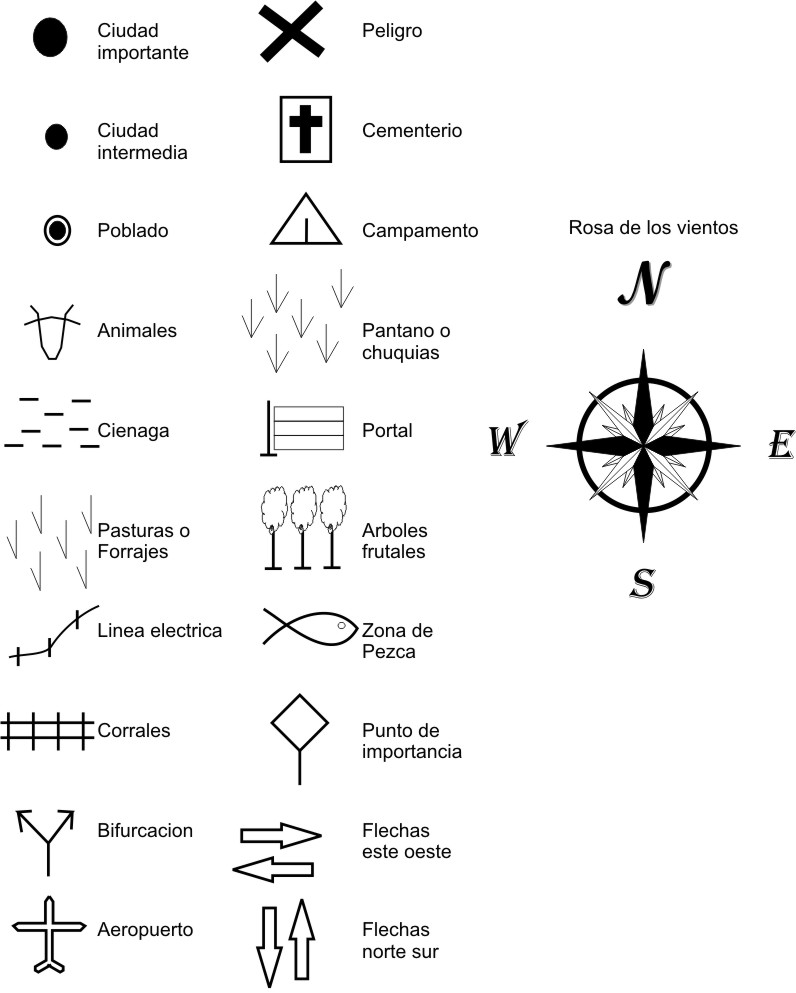 Ciudad
importante
Peligro
Ciudad
intermedia
Cementerio
Poblado
Campamento
Animales
Pantano o
chuquias
Cienaga
Portal
Pasturas o
Forrajes
Arboles
frutales
Linea electrica
Zona de
Pezca
Corrales
Punto de
importancia
Bifurcacion
Flechas
este oeste
Aeropuerto
Flechas
norte sur
Rosa de los vientos
N
W
E
S